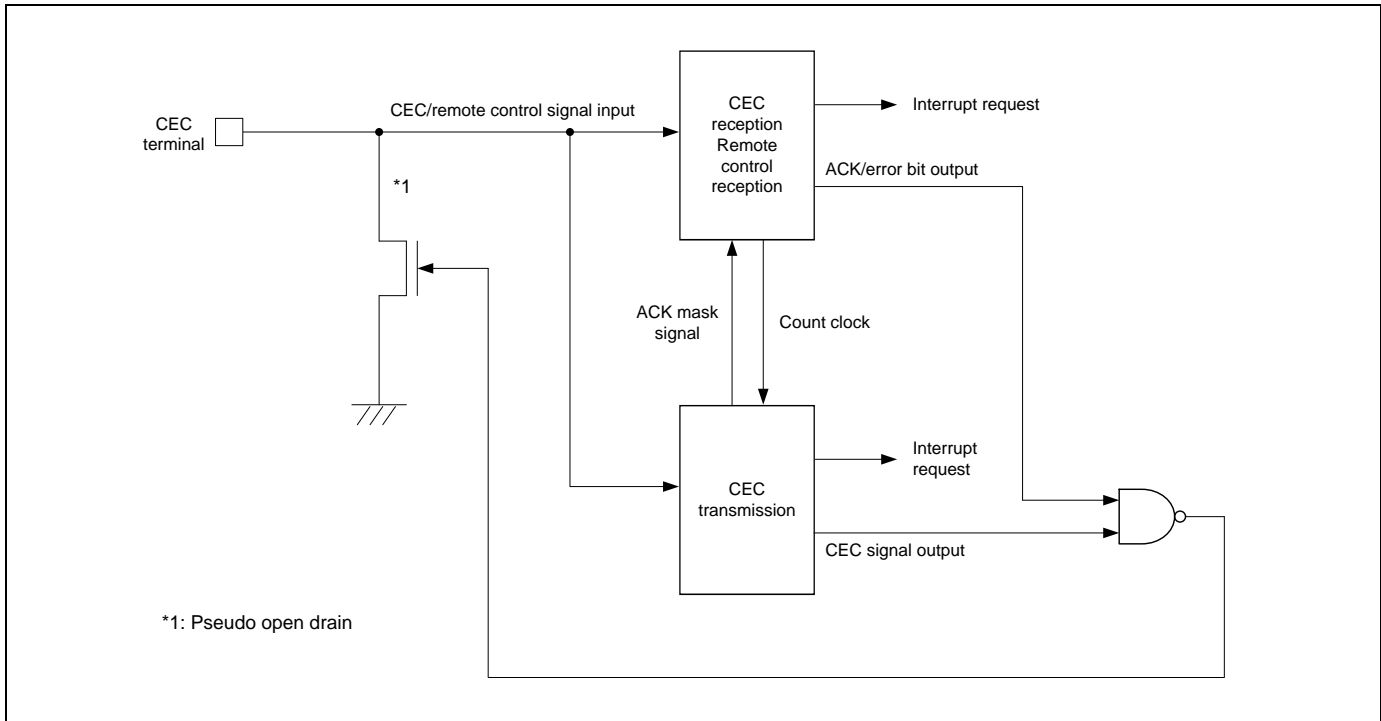 CEC
terminal
CEC/remote control signal input
*1
CEC
reception
Remote
control
reception
Interrupt request
ACK/error bit output
ACK mask
signal
Count clock
CEC
transmission
Interrupt
request
CEC signal output
*1: Pseudo open drain